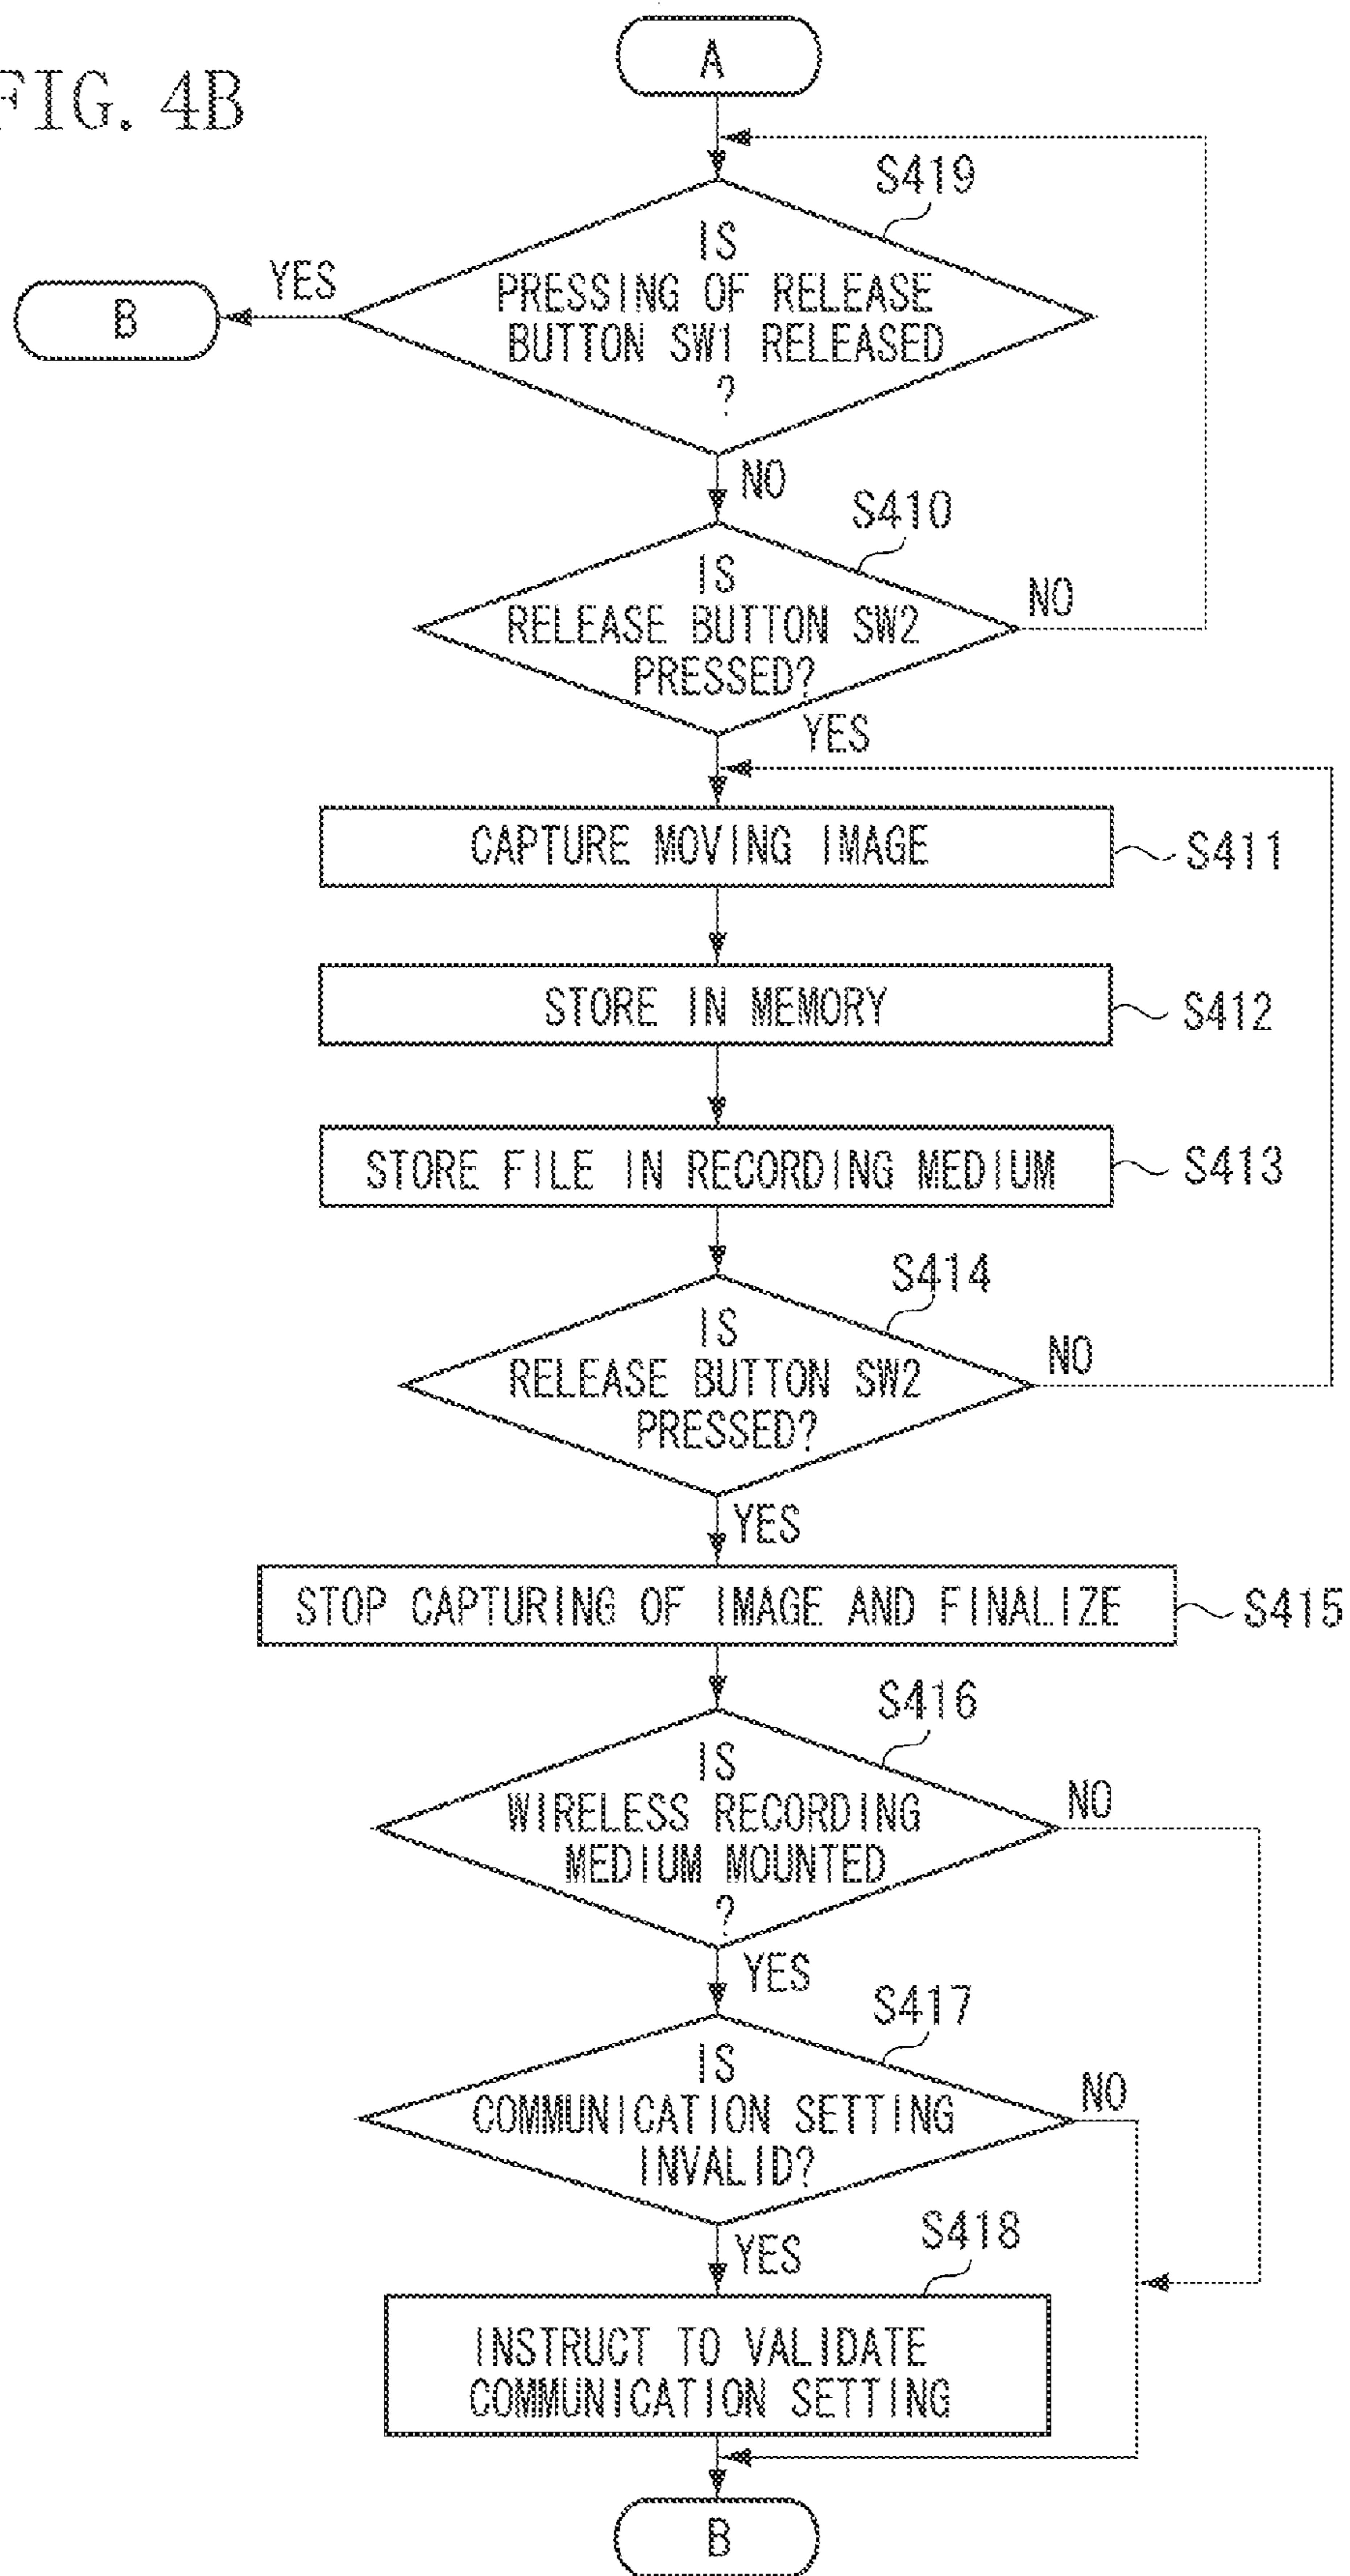 FIG. 4B
A
S419
IS
PRESSING OF RELEASE
BUTTON SW1 RELEASED
?
YES
B
NO
S410
IS
RELEASE BUTTON SW2
PRESSED?
NO
YES
CAPTURE MOVING IMAGE
S411
STORE IN MEMORY
S412
STORE FILE IN RECORDING MEDIUM
S413
S414
IS
RELEASE BUTTON SW2
PRESSED?
NO
YES
STOP CAPTURING OF IMAGE AND FINALIZE
S415
S416
IS
WIRELESS RECORDING
MEDIUM MOUNTED
?
NO
YES
S417
IS
COMMUNICATION SETTING
INVALID?
NO
YES
S418
INSTRUCT TO VALIDATE
COMMUNICATION SETTING
B